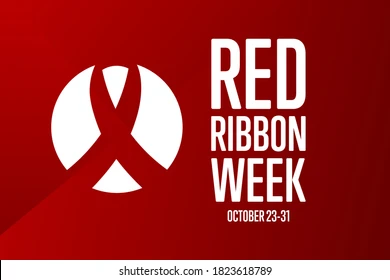 RED
RIBBON
WEEK
OCTOBER 23-31
shutterstock.com · 1823618789